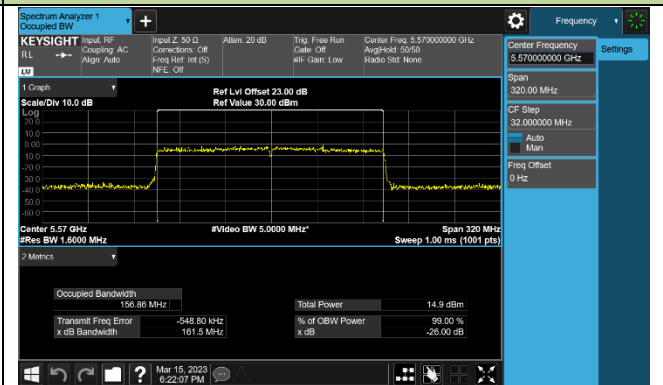 Spectrum Analyzer 1
Occupied BW
+
Frequency
KEYSIGHT
RL
LXI
Input: RF
Coupling: AC
Align: Auto
Input Z: 50 Ω
Corrections: Off
Freq Ref: Int (S)
NFE: Off
Atten: 20 dB
Trig: Free Run
Gate: Off
#IF Gain: Low
Center Freq: 5.570000000 GHz
Avg|Hold: 50/50
Radio Std: None
1 Graph
Scale/Div 10.0 dB
Ref Lvl Offset 23.00 dB
Ref Value 30.00 dBm
Log
20.0
10.0
0.00
-10.0
-20.0
-30.0
-40.0
-50.0
-60.0
Center 5.57 GHz
#Res BW 1.6000 MHz
#Video BW 5.0000 MHz*
Span 320 MHz
Sweep 1.00 ms (1001 pts)
2 Metrics
Occupied Bandwidth
156.86 MHz
Total Power 14.9 dBm
Transmit Freq Error -548.80 kHz
% of OBW Power 99.00 %
x dB Bandwidth 161.5 MHz
x dB -26.00 dB
Center Frequency
5.570000000 GHz
Settings
Span
320.00 MHz
CF Step
32.000000 MHz
Auto
Man
Freq Offset
0 Hz
?
Mar 15, 2023
6:22:07 PM